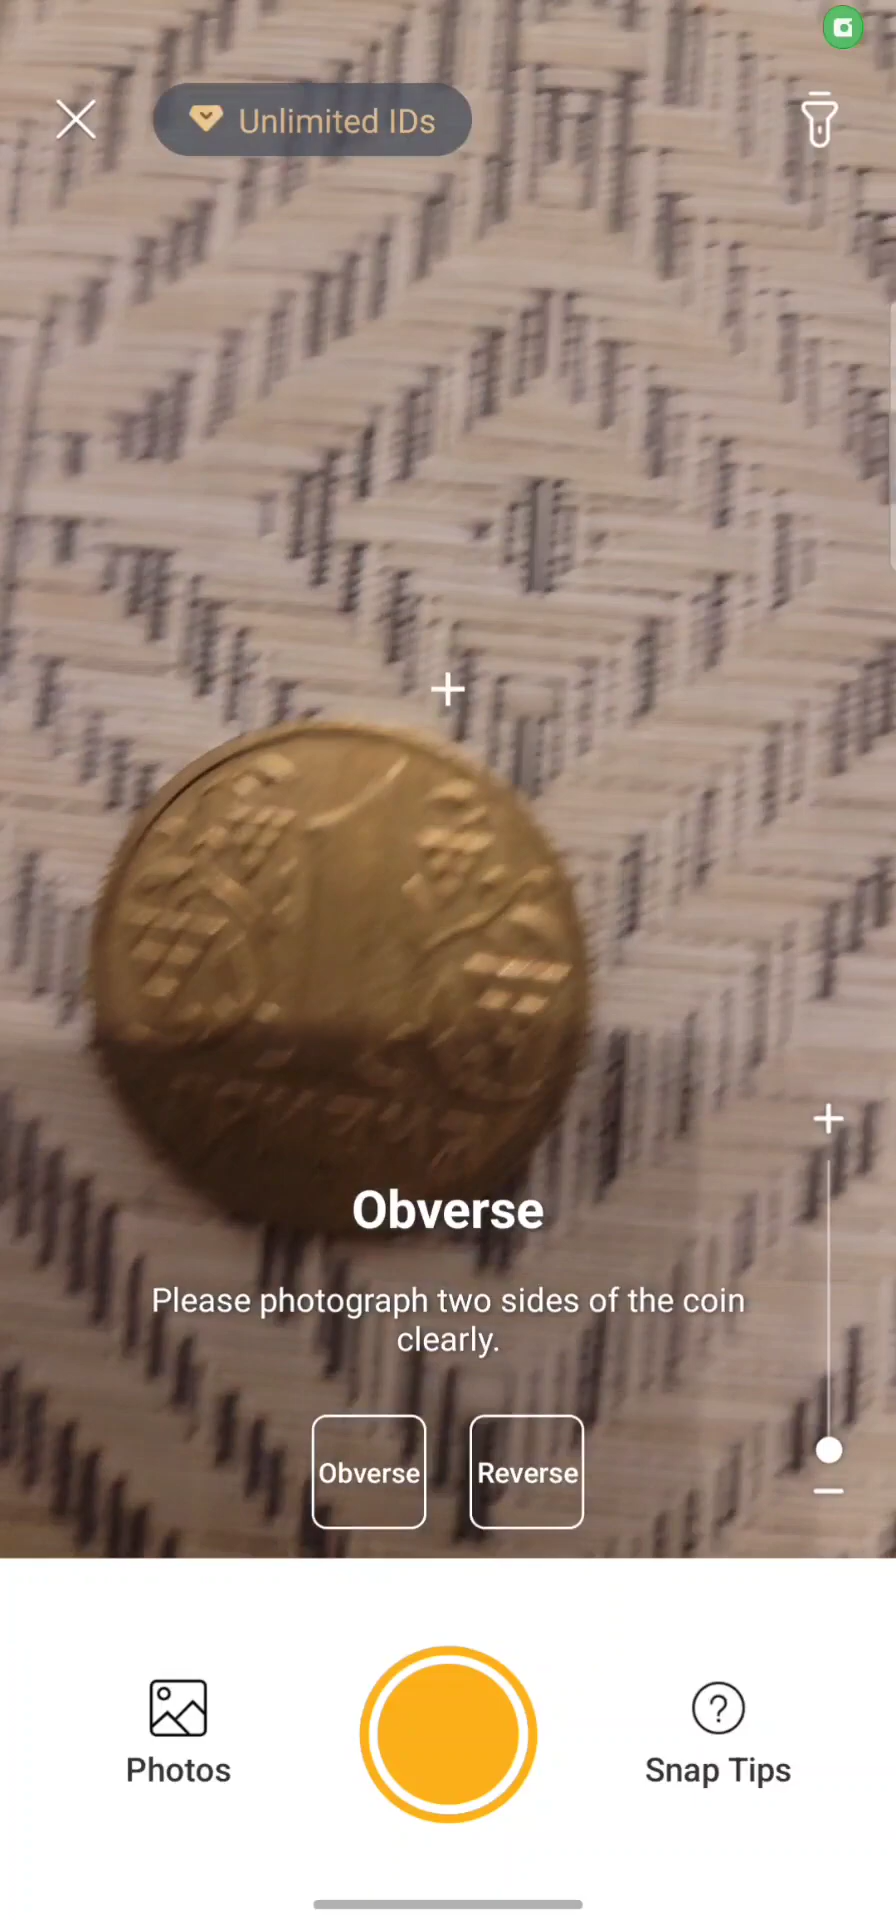 Unlimited IDs
Obverse
Please photograph two sides of the coin
clearly.
Obverse
Reverse
Photos
Snap Tips